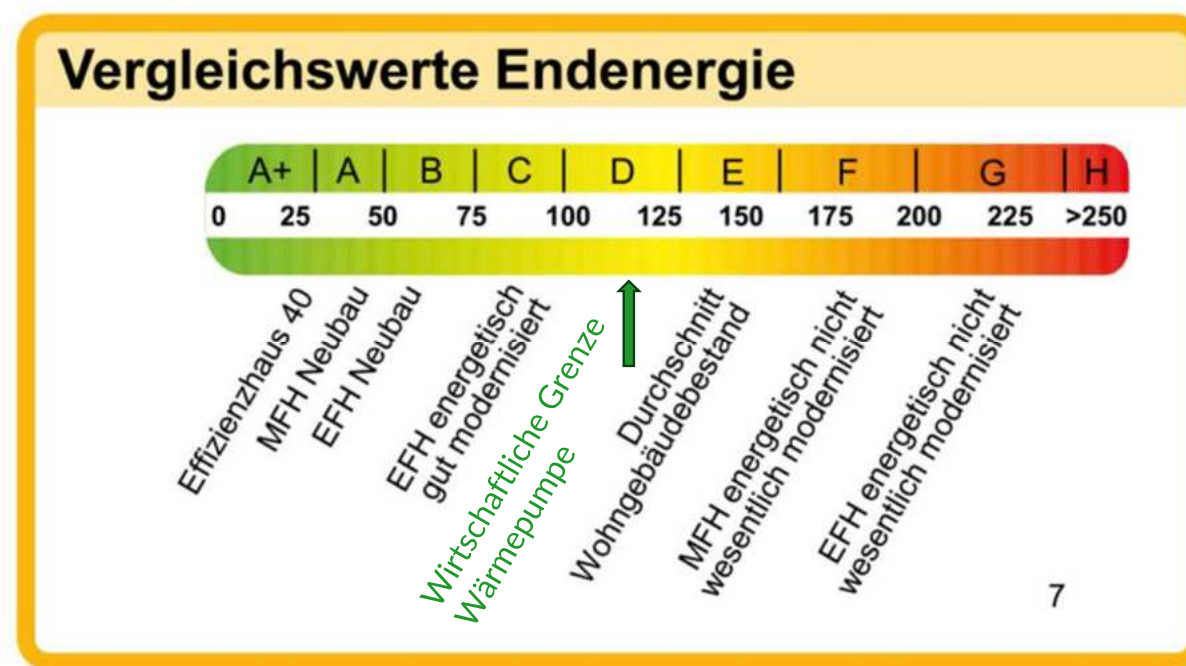 Vergleichswerte Endenergie
A+ | A | B | C | D | E | F | G | H
0 25 50 75 100 125 150 175 200 225 >250
Effizienzhaus 40
MFH Neubau
EFH Neubau
EFH energetisch
gut modernisiert
Wirtschaftliche Grenze
Wärmepumpe
Durchschnitt
Wohngebäudebestand
MFH energetisch nicht
wesentlich modernisiert
EFH energetisch nicht
wesentlich modernisiert
7